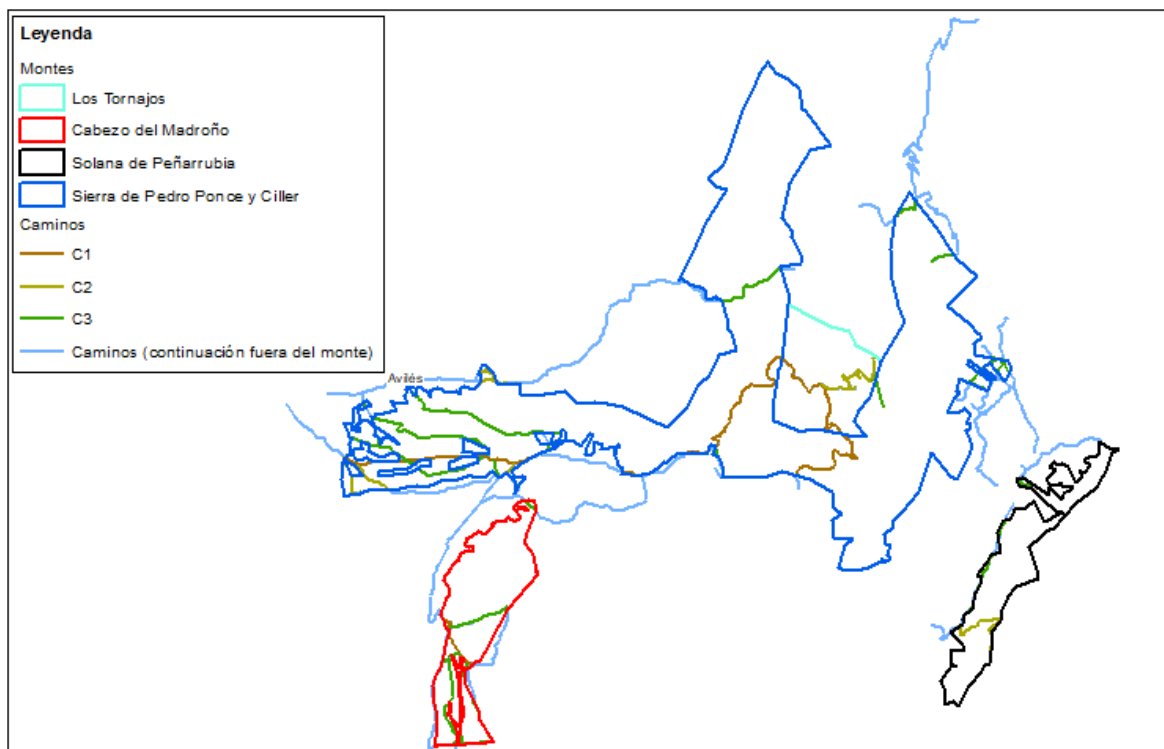 Leyenda
Montes
Los Tornajos
Cabezo del Madroño
Solana de Peñarrubia
Sierra de Pedro Ponce y Ciller
Caminos
C1
C2
C3
Caminos (continuación fuera del monte)
Avilés